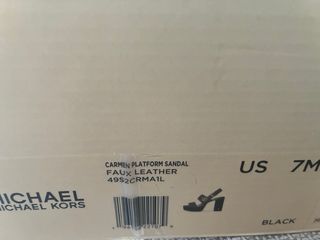 CARMEN PLATFORM SANDAL
FAUX LEATHER
49S2CRMA1L
US 7M
MICHAEL
MICHAEL KORS
BLACK